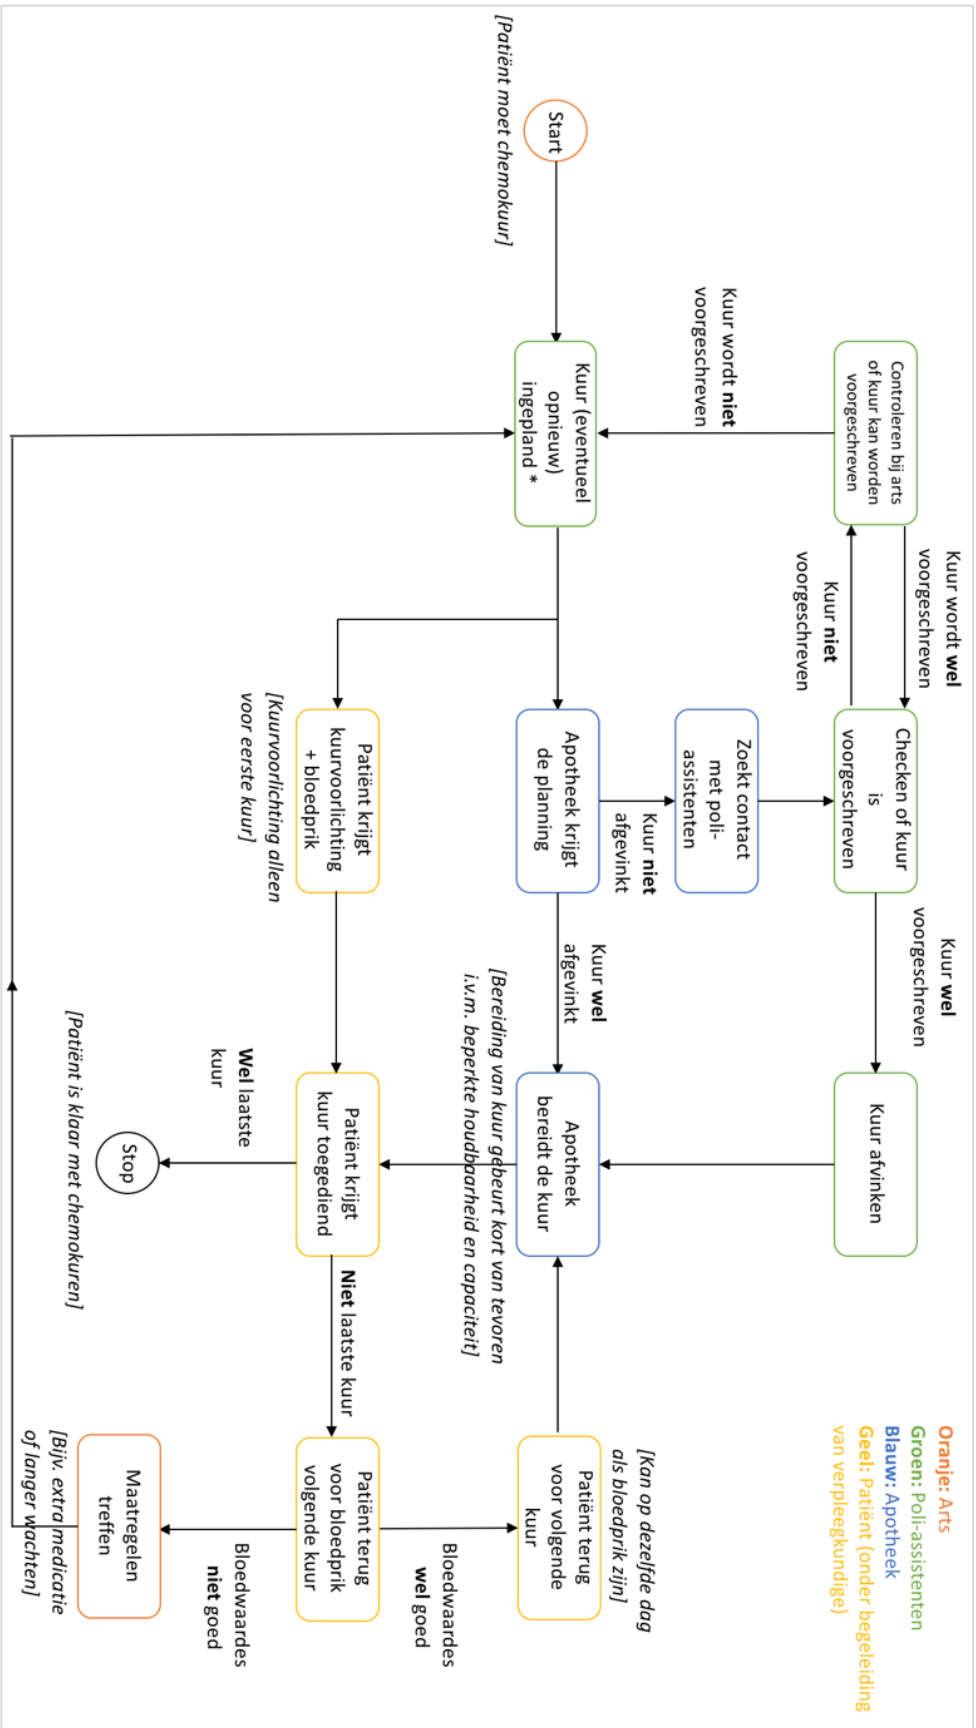 Oranje: Arts
Groen: Poli-assistenten
Blauw: Apotheek
Geel: Patiënt (onder begeleiding
van verpleegkundige)
Kuur wordt wel
voorgeschreven
Kuur wel
voorgeschreven
Controleren bij arts
of kuur kan worden
voorgeschreven
Checken of kuur
is
voorgeschreven
Kuur afvinken
Kuur niet
voorgeschreven
Kuur wordt niet
voorgeschreven
Zoekt contact
met poli-
assistenten
Kuur niet
afgevinkt
[Kan op dezelfde dag
als bloedprik zijn]
Start
[Patiënt moet chemokuur]
Kuur (eventueel
opnieuw)
ingepland *
Apotheek krijgt
de planning
Kuur wel
afgevinkt
Apotheek
bereidt de kuur
Patiënt terug
voor volgende
kuur
[Bereiding van kuur gebeurt kort van tevoren
i.v.m. beperkte houdbaarheid en capaciteit]
Bloedwaardes
wel goed
Patiënt krijgt
kuurvoorlichting
+ bloedprik
[Kuurvoorlichting alleen
voor eerste kuur]
Patiënt krijgt
kuur toegediend
Niet laatste kuur
Patiënt terug
voor bloedprik
volgende kuur
Wel laatste
kuur
Bloedwaardes
niet goed
Stop
[Patiënt is klaar met chemokuren]
Maatregelen
treffen
[Bijv. extra medicatie
of langer wachten]